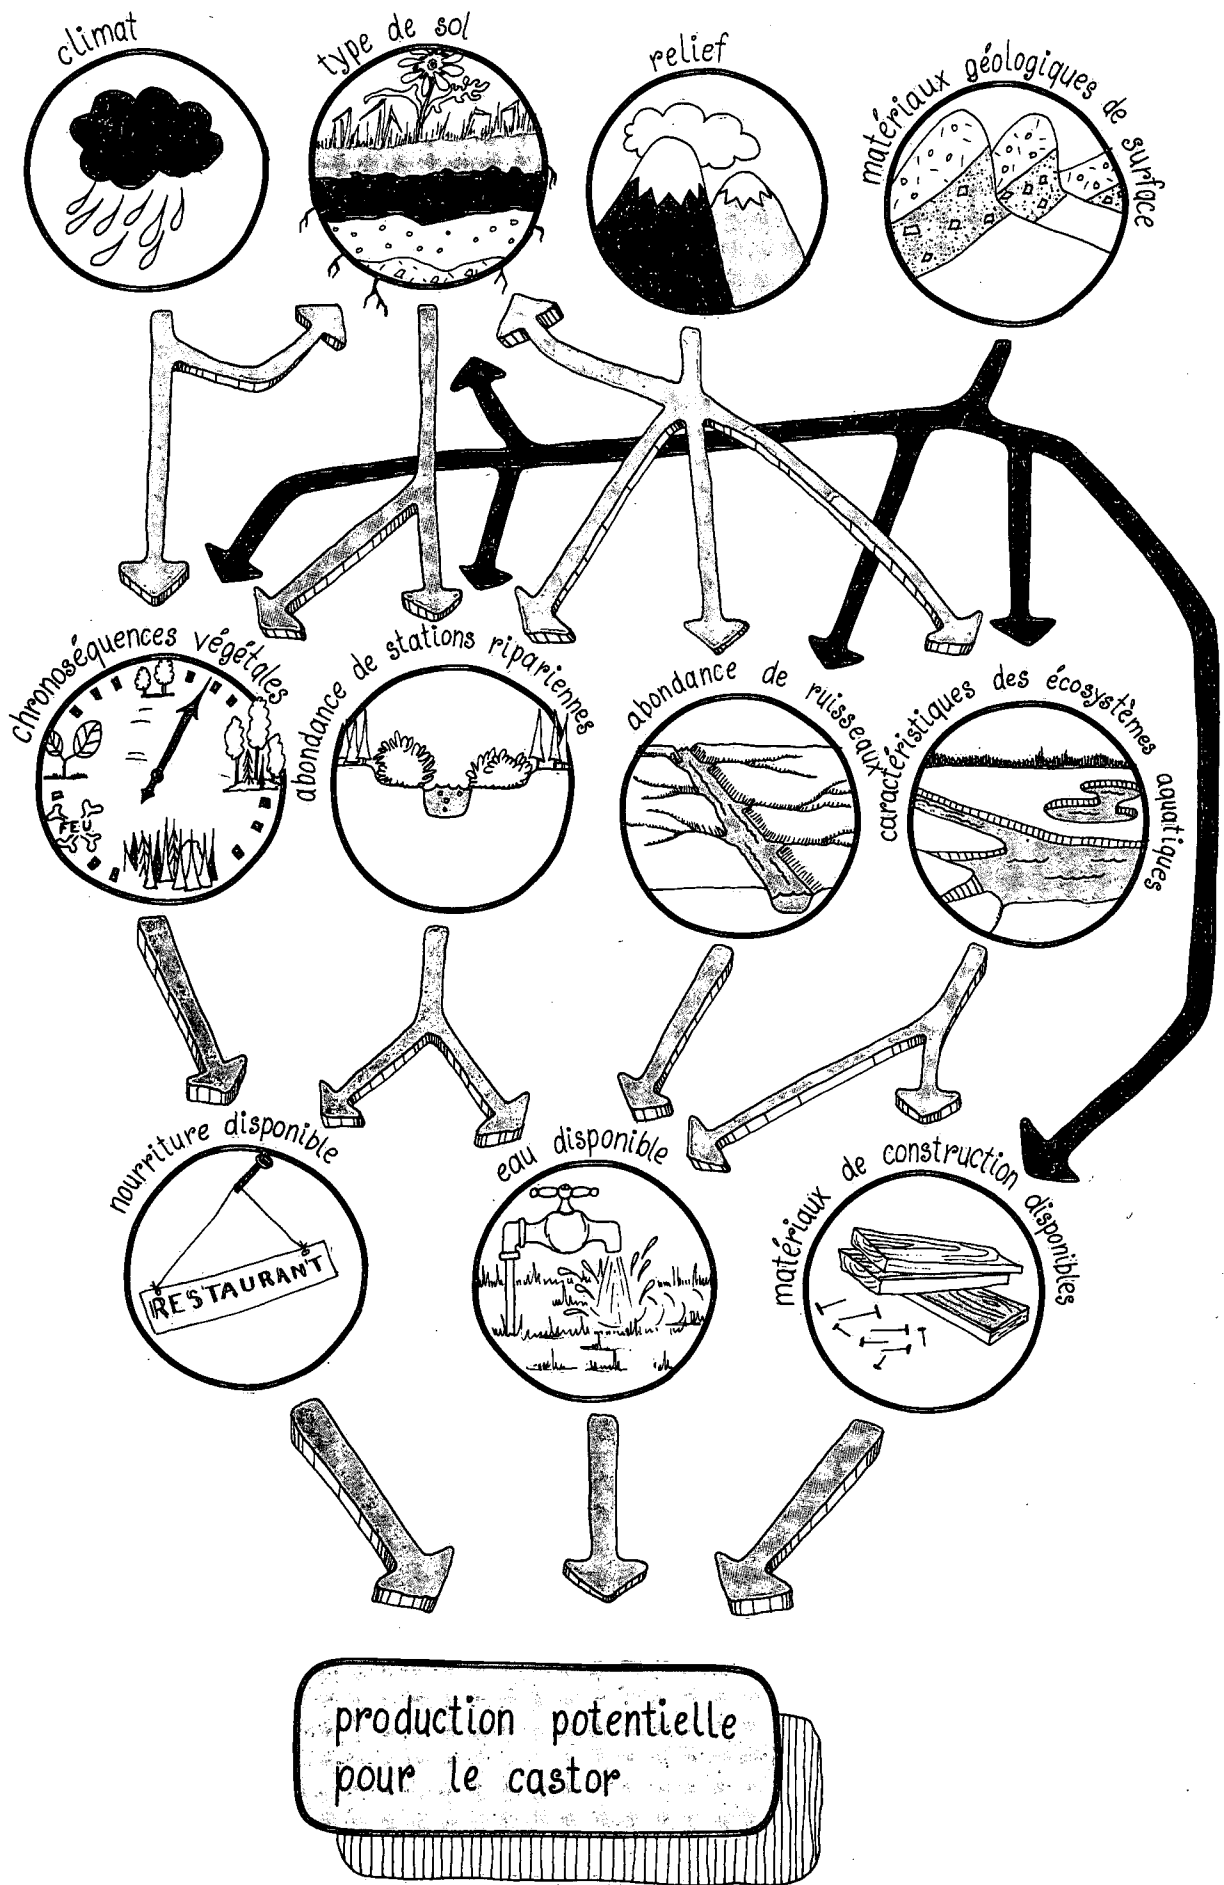 climat
type de sol
relief
matériaux géologiques de surface
chronoséquences végétales
abondance de stations ripariennes
abondance de ruisseaux
caractéristiques des écosystèmes aquatiques
FEU
nourriture disponible
eau disponible
matériaux de construction disponibles
RESTAURANT
production potentielle
pour le castor